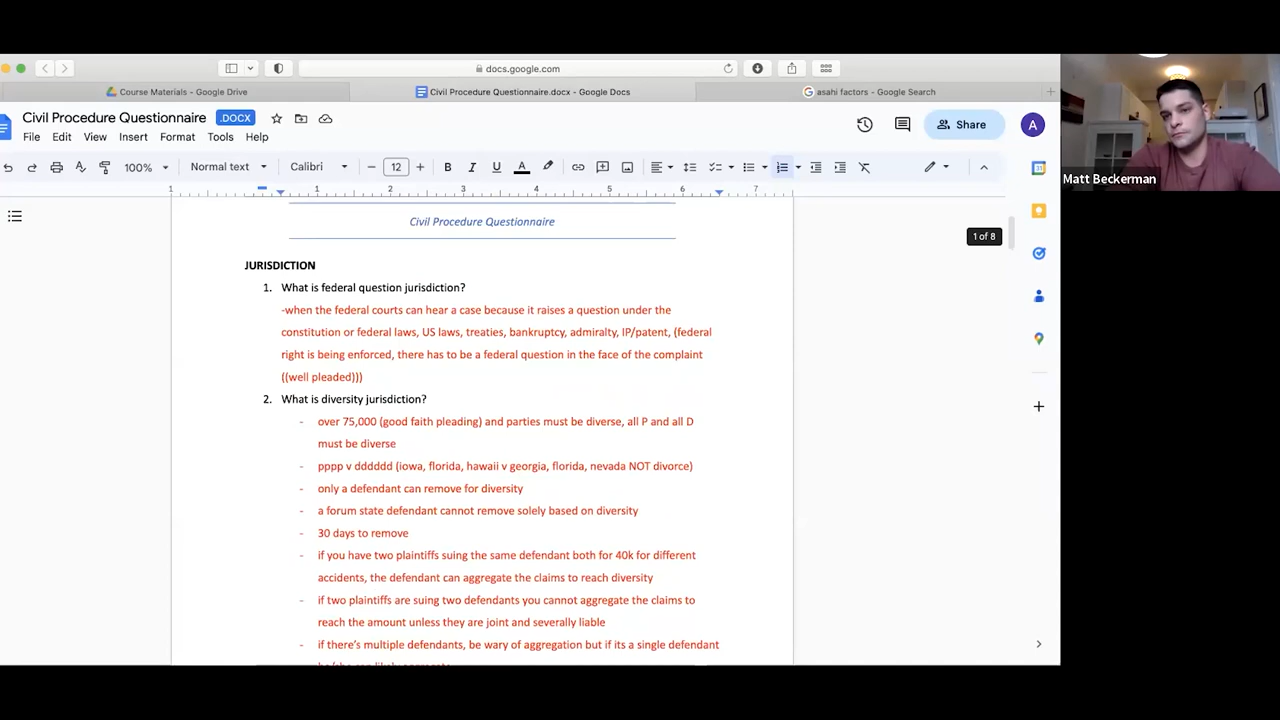 docs.google.com
Course Materials - Google Drive
Civil Procedure Questionnaire.docx - Google Docs
asahi factors - Google Search
Civil Procedure Questionnaire .DOCX
File Edit View Insert Format Tools Help
Share
A
100% Normal text Calibri 12 B I U A
1 1 2 3 4 5 6 7
Matt Beckerman
Civil Procedure Questionnaire
1 of 8
JURISDICTION
1. What is federal question jurisdiction?
-when the federal courts can hear a case because it raises a question under the
constitution or federal laws, US laws, treaties, bankruptcy, admiralty, IP/patent, (federal
right is being enforced, there has to be a federal question in the face of the complaint
((well pleaded)))
2. What is diversity jurisdiction?
- over 75,000 (good faith pleading) and parties must be diverse, all P and all D
must be diverse
- pppp v dddddd (iowa, florida, hawaii v georgia, florida, nevada NOT divorce)
- only a defendant can remove for diversity
- a forum state defendant cannot remove solely based on diversity
- 30 days to remove
- if you have two plaintiffs suing the same defendant both for 40k for different
accidents, the defendant can aggregate the claims to reach diversity
- if two plaintiffs are suing two defendants you cannot aggregate the claims to
reach the amount unless they are joint and severally liable
- if there's multiple defendants, be wary of aggregation but if its a single defendant